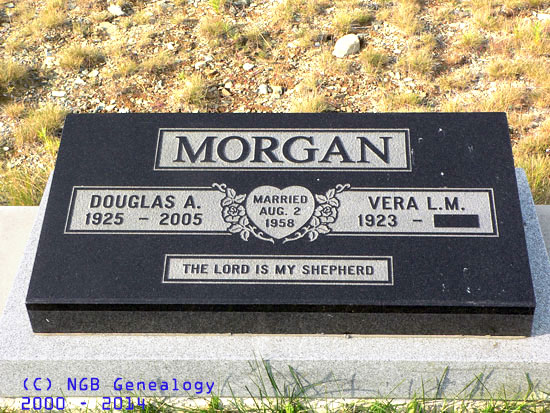 MORGAN
DOUGLAS A.
1925 - 2005
MARRIED
AUG. 2
1958
VERA L.M.
1923 -
THE LORD IS MY SHEPHERD
(C) NGB Genealogy
2000 - 2014